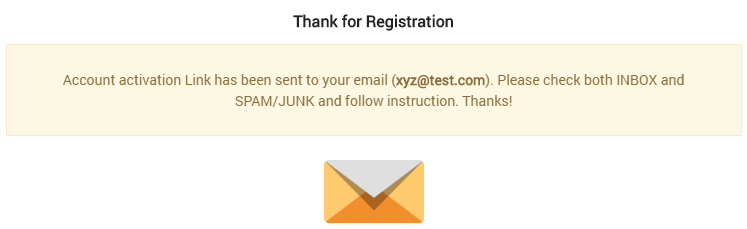 Thank for Registration
Account activation Link has been sent to your email (xyz@test.com). Please check both INBOX and
SPAM/JUNK and follow instruction. Thanks!